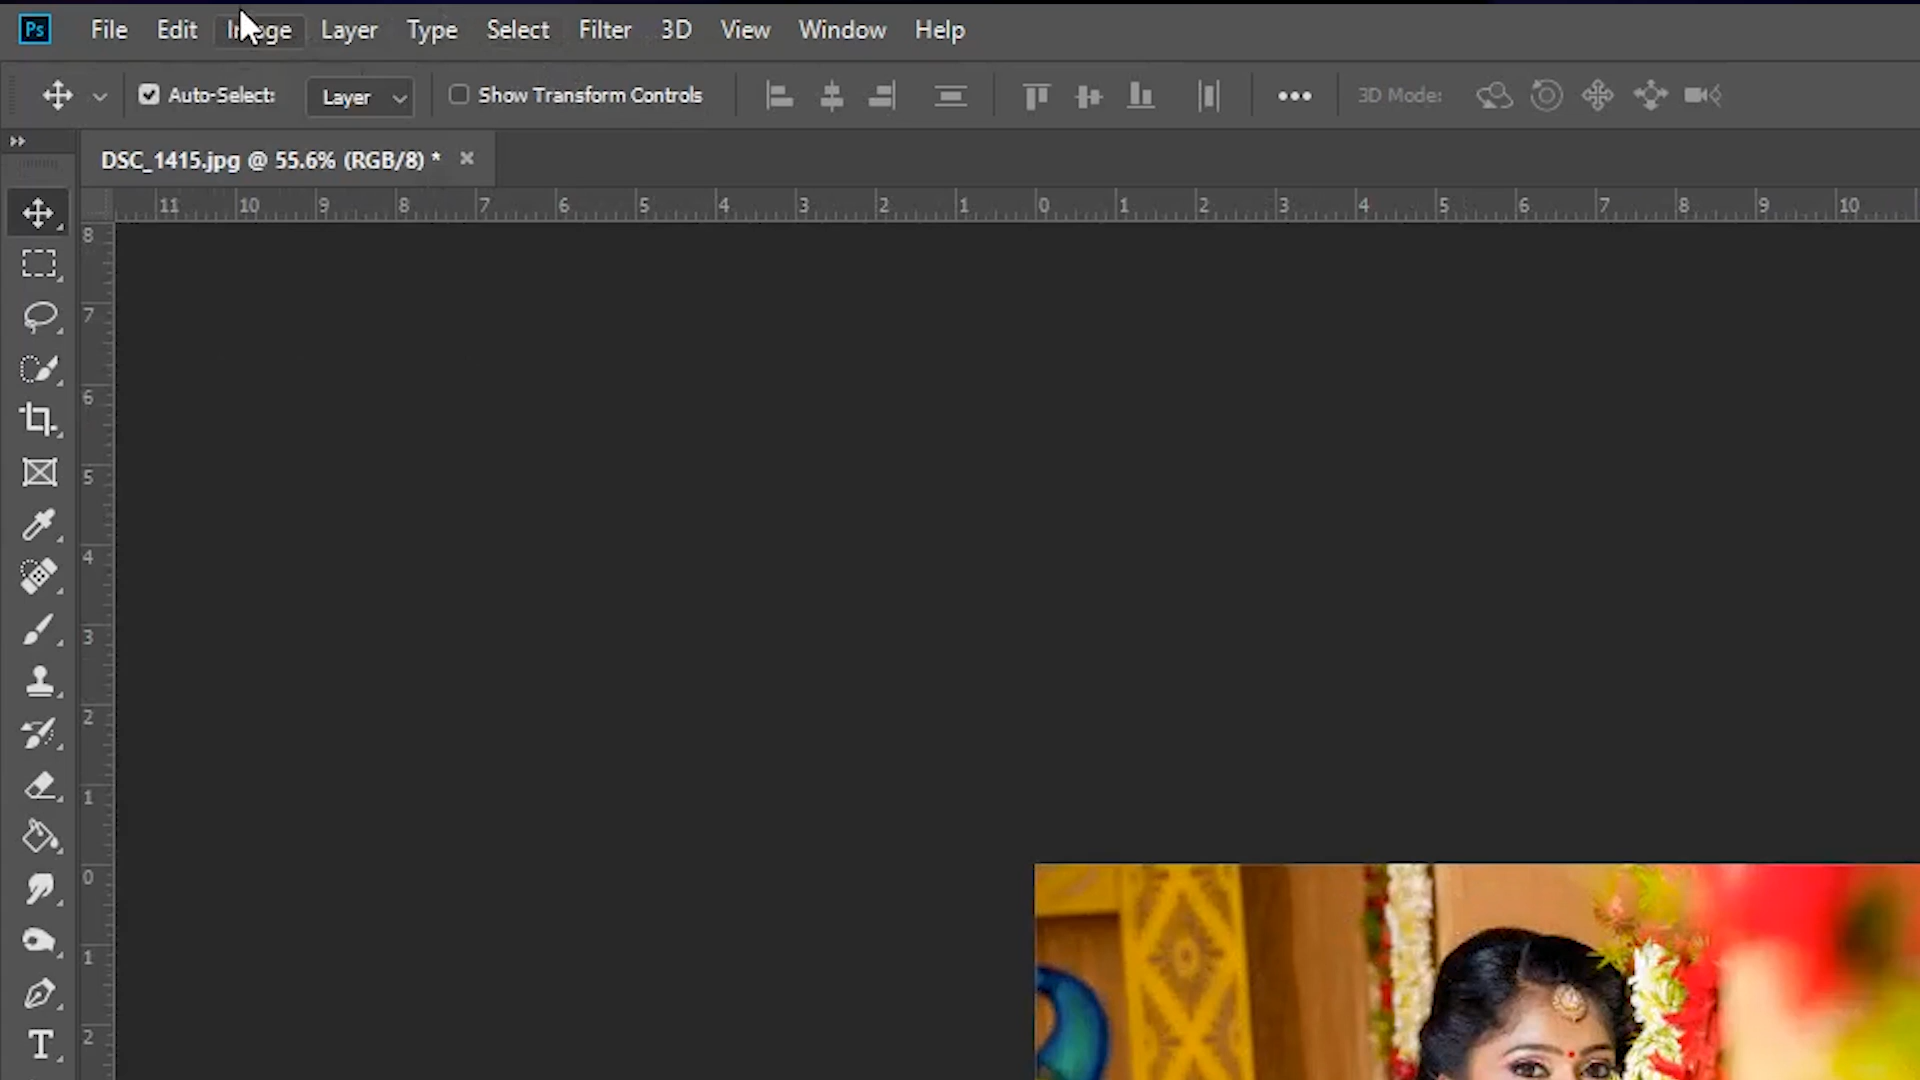 Ps File Edit Image Layer Type Select Filter 3D View Window Help
Auto-Select: Layer Show Transform Controls 3D Mode:
DSC_1415.jpg @ 55.6% (RGB/8) *
11 10 9 8 7 6 5 4 3 2 1 0 1 2 3 4 5 6 7 8 9 10
8
7
6
5
4
3
2
1
0
1
2